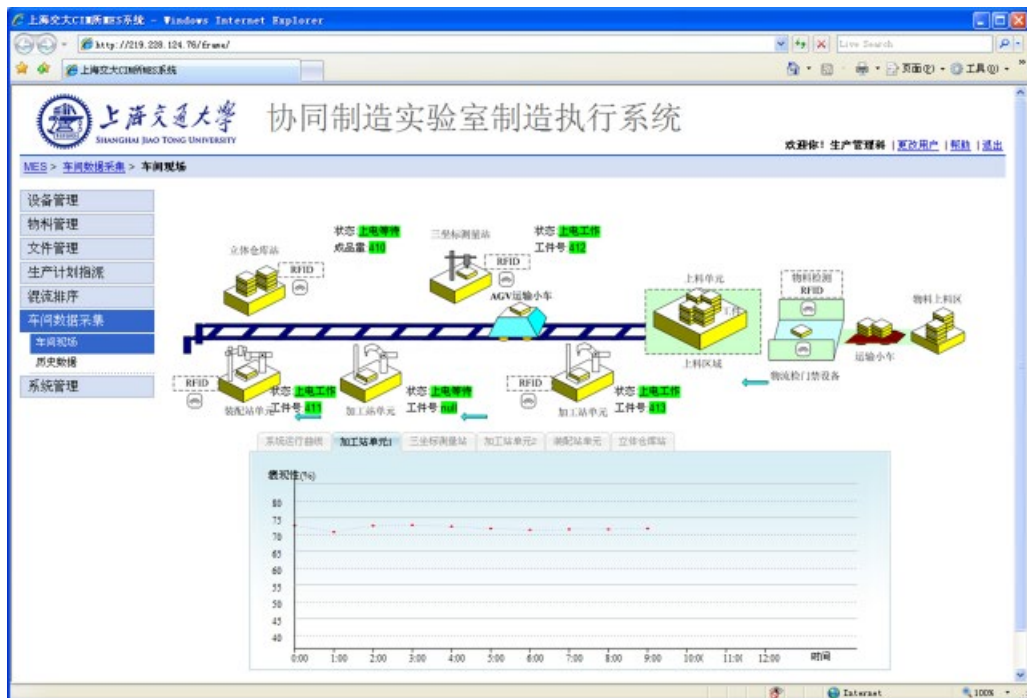 上海交大CIM所MES系统 - Windows Internet Explorer
http://219.228.124.76/frame/
Live Search
上海交大CIM所MES系统
页面(P)
工具(O)
上海交通大学
SHANGHAI JIAO TONG UNIVERSITY
协同制造实验室制造执行系统
欢迎你! 生产管理科 | 更改用户 | 帮助 | 退出
MES > 车间数据采集 > 车间现场
设备管理
物料管理
文件管理
生产计划指派
混流排序
车间数据采集
车间现场
历史数据
系统管理
立体仓库站
RFID
状态 上电等待
成品量 410
三坐标测量站
RFID
状态 上电工作
工件号 412
AGV运输小车
上料单元
工件
上料区域
物料检测
RFID
物流检门禁设备
运输小车
物料上料区
RFID
装配站单元
状态 上电工作
工件号 411
加工站单元
状态 上电等待
工件号 null
RFID
加工站单元
状态 上电工作
工件号 413
系统运行曲线 加工站单元1 三坐标测量站 加工站单元2 装配站单元 立体仓库站
表现性(%)
80
75
70
65
60
55
50
45
40
0:00 1:00 2:00 3:00 4:00 5:00 6:00 7:00 8:00 9:00 10:0( 11:0( 12:00 时间
Internet
100%